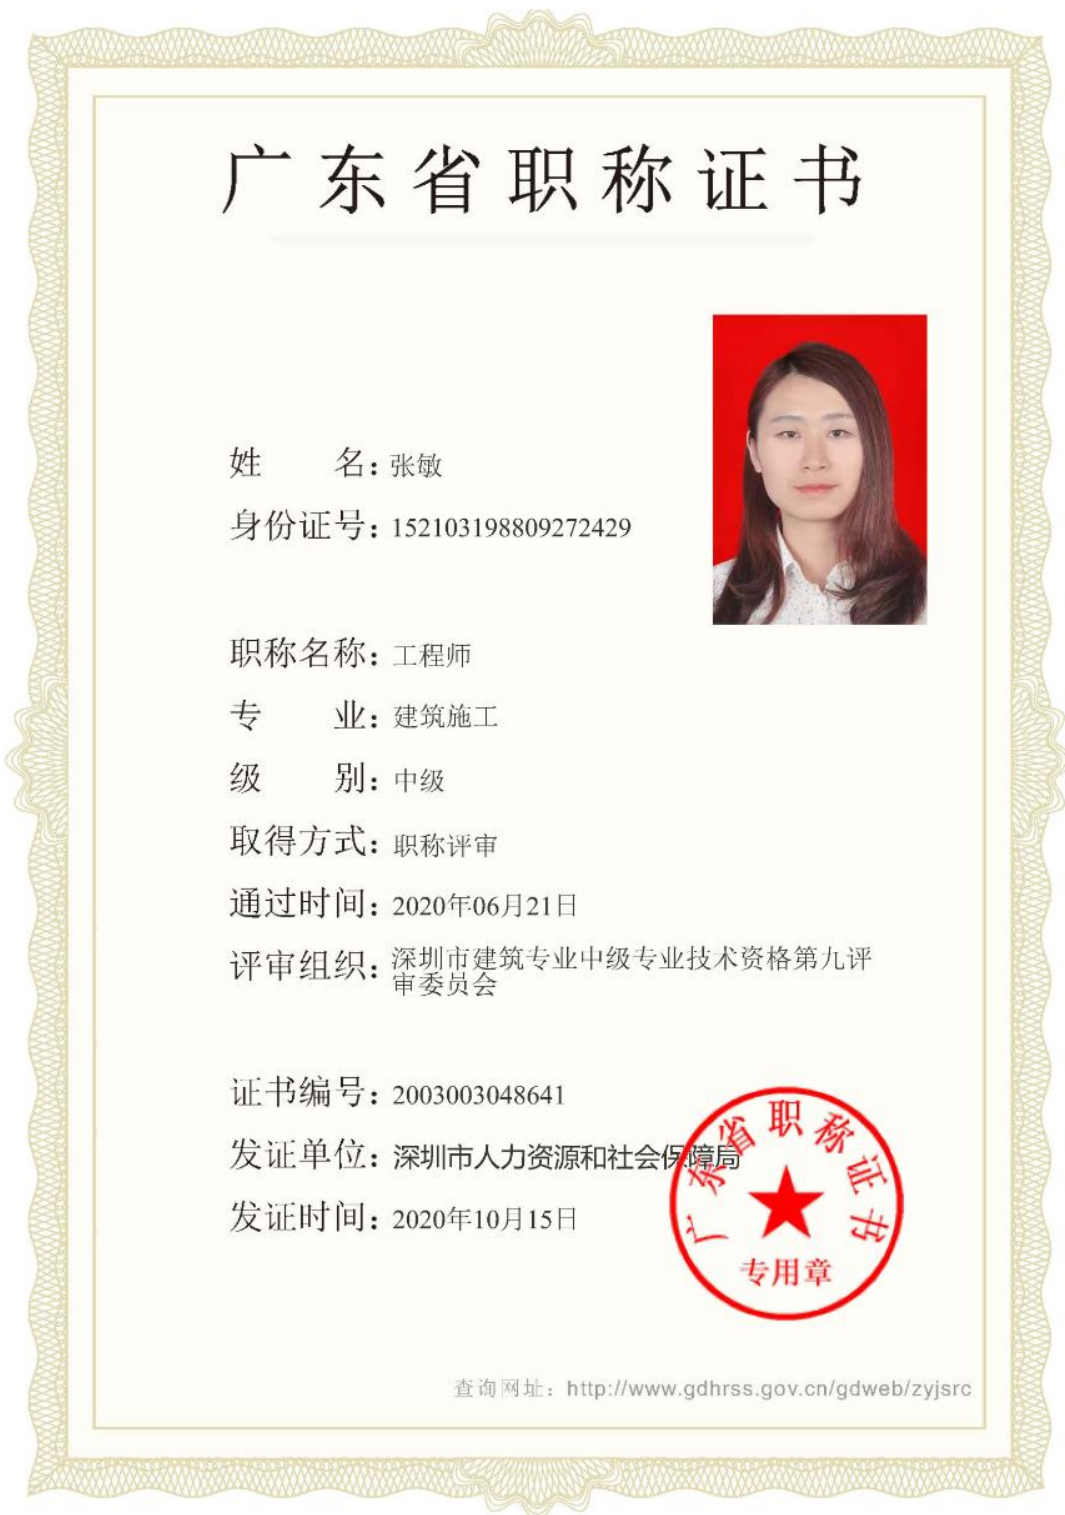 广东省职称证书
姓 名：张敏
身份证号：152103198809272429
职称名称：工程师
专 业：建筑施工
级 别：中级
取得方式：职称评审
通过时间：2020年06月21日
评审组织：深圳市建筑专业中级专业技术资格第九评
审委员会
证书编号：2003003048641
发证单位：深圳市人力资源和社会保障局
发证时间：2020年10月15日
广东省职称证书
专用章
查询网址：http://www.gdhrss.gov.cn/gdweb/zyjsrc